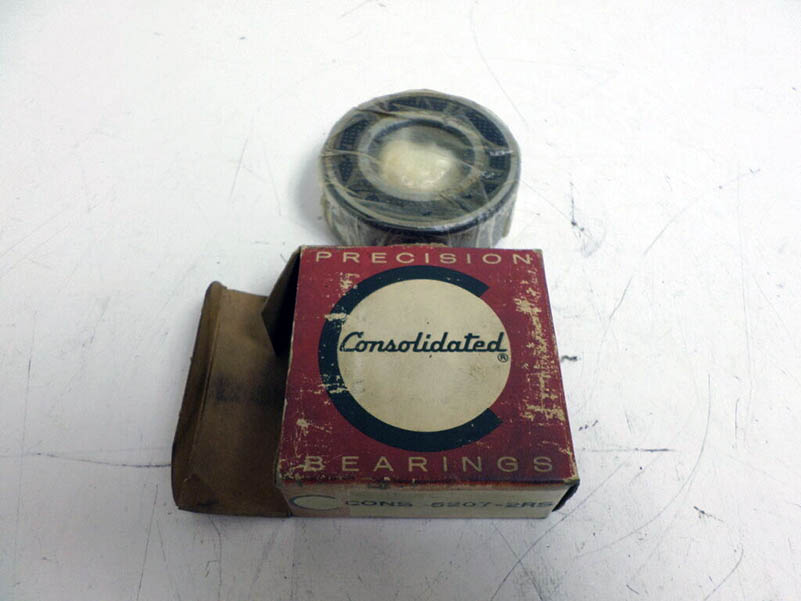 PRECISION
Consolidated®
BEARINGS
CONS -6207-2RS